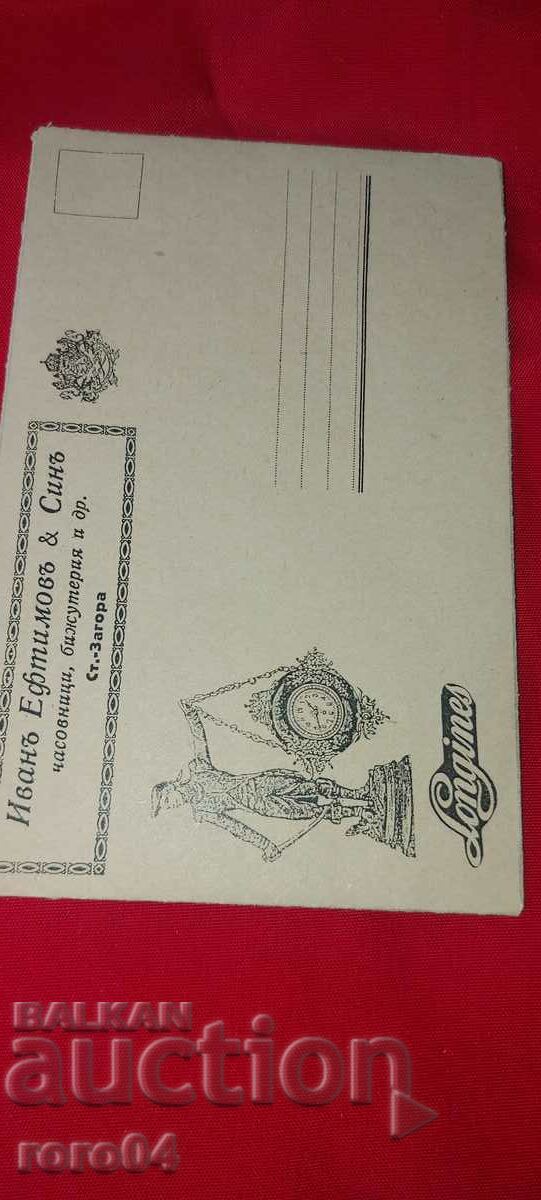 Иванъ Ефтимовъ & Синъ
часовници, бижутерия и др.
Ст.-Загора
Longines
BALKAN
auction
roro04